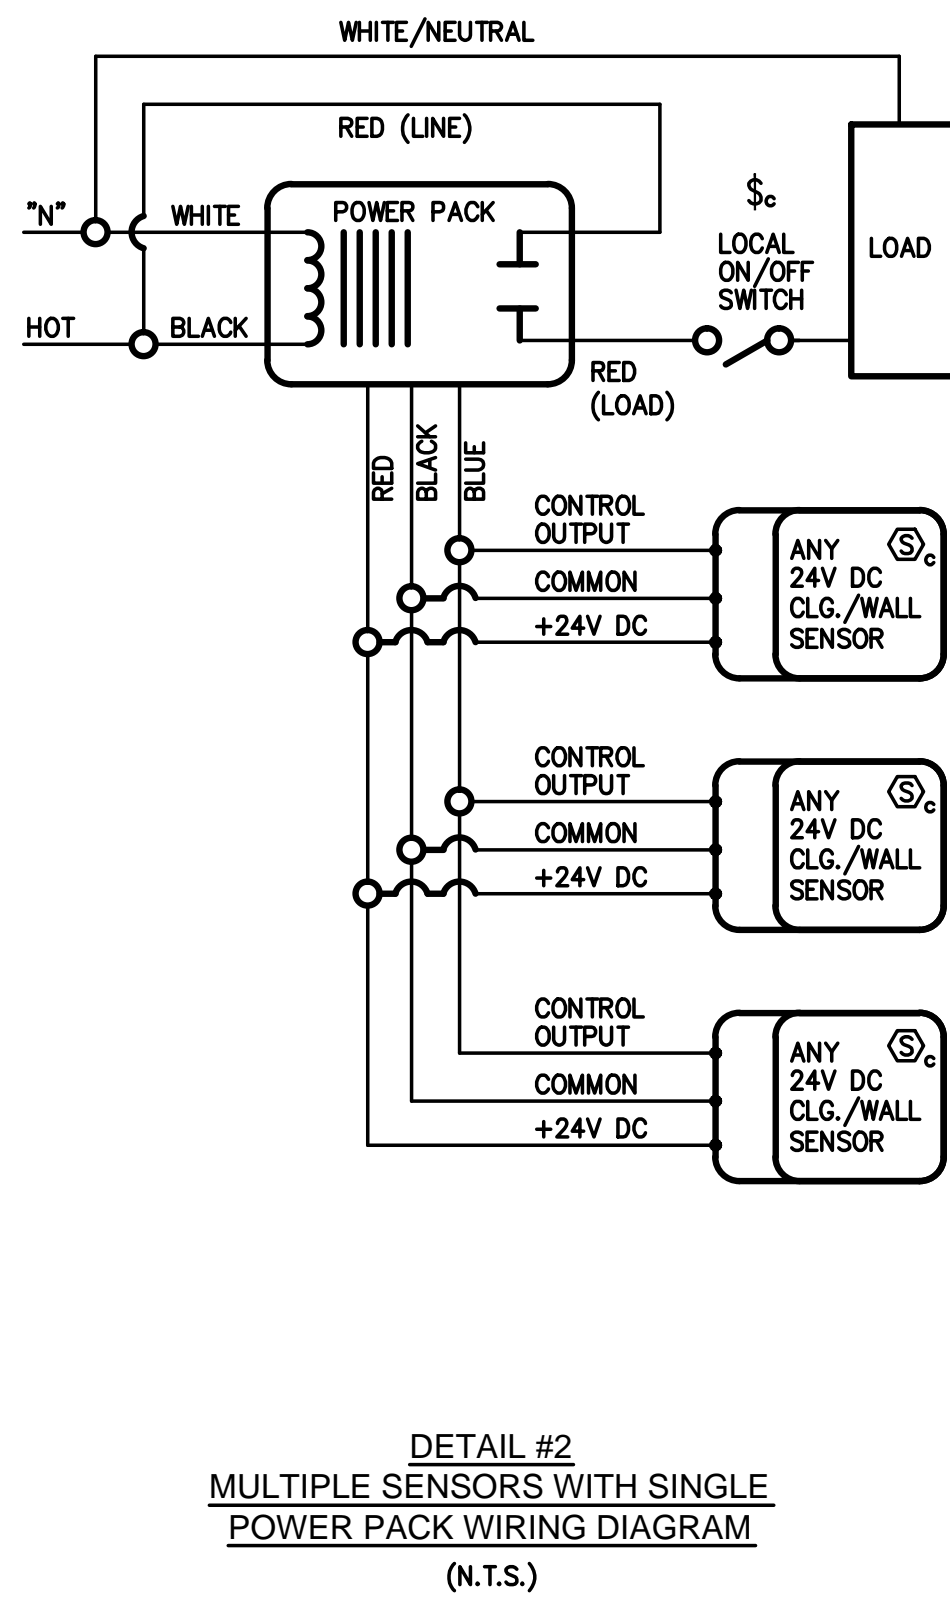 WHITE/NEUTRAL
RED (LINE)
"N"
WHITE
POWER PACK
HOT
BLACK
$c
LOCAL
ON/OFF
SWITCH
LOAD
RED
(LOAD)
RED
BLACK
BLUE
CONTROL
OUTPUT
COMMON
+24V DC
ANY
Sc
24V DC
CLG./WALL
SENSOR
CONTROL
OUTPUT
COMMON
+24V DC
ANY
Sc
24V DC
CLG./WALL
SENSOR
CONTROL
OUTPUT
COMMON
+24V DC
ANY
Sc
24V DC
CLG./WALL
SENSOR
DETAIL #2
MULTIPLE SENSORS WITH SINGLE
POWER PACK WIRING DIAGRAM
(N.T.S.)